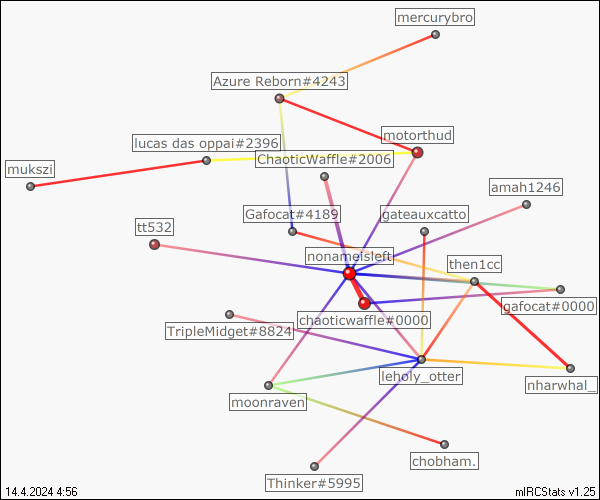 mercurybro
Azure Reborn#4243
motorthud
lucas das oppai#2396
ChaoticWaffle#2006
mukszi
amah1246
Gafocat#4189
gateauxcatto
tt532
nonameisleft
then1cc
gafocat#0000
chaoticwaffle#0000
TripleMidget#8824
leholy_otter
nharwhal_
moonraven
chobham.
Thinker#5995
14.4.2024 4:56
mIRCStats v1.25